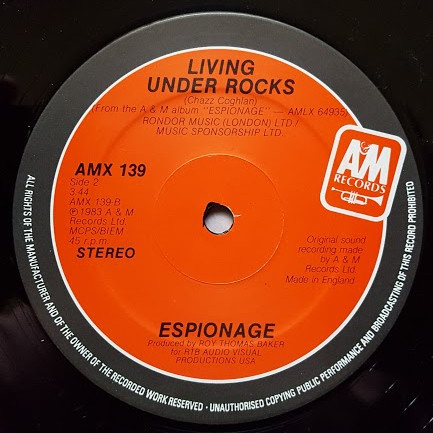 LIVING
UNDER ROCKS
(Chazz Coghlan)
(From the A & M album "ESPIONAGE" — AMLX 64935)
RONDOR MUSIC (LONDON) LTD /
MUSIC SPONSORSHIP LTD.
A&M
RECORDS
AMX 139
Side 2
3:44
AMX 139-B
℗ 1983 A & M
Records Ltd.
MCPS/BIEM
45 r.p.m.
STEREO
Original sound
recording made
by A & M
Records Ltd.
Made in England
ESPIONAGE
Produced by ROY THOMAS BAKER
for RTB AUDIO VISUAL
PRODUCTIONS USA
ALL RIGHTS OF THE MANUFACTURER AND OF THE OWNER OF THE RECORDED WORK RESERVED · UNAUTHORISED COPYING PUBLIC PERFORMANCE AND BROADCASTING OF THIS RECORD PROHIBITED